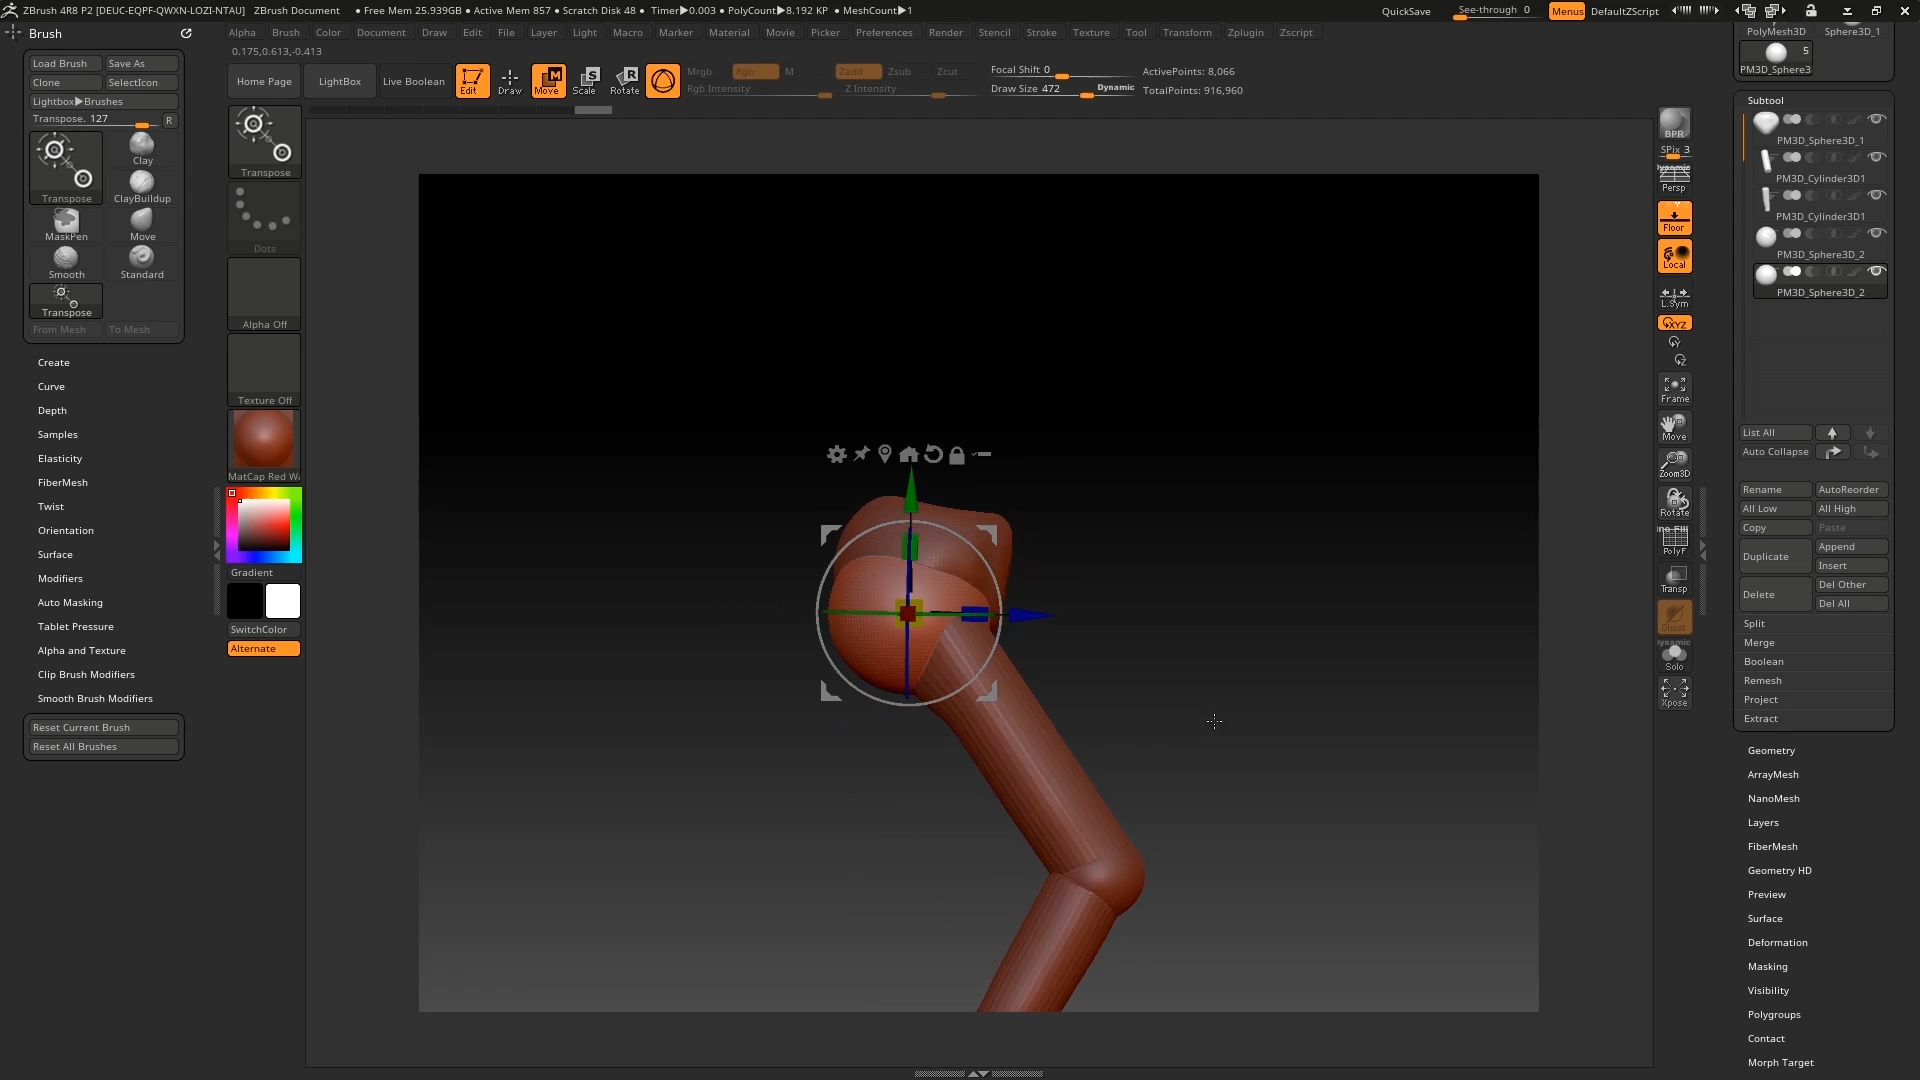 ZBrush 4R8 P2 [DEUC-EQPF-QWXN-LOZI-NTAU] ZBrush Document • Free Mem 25.939GB • Active Mem 857 • Scratch Disk 48 • Timer▶0.003 • PolyCount▶8.192 KP • MeshCount▶1 QuickSave See-through 0 Menus DefaultZScript
Brush
Alpha Brush Color Document Draw Edit File Layer Light Macro Marker Material Movie Picker Preferences Render Stencil Stroke Texture Tool Transform Zplugin Zscript
0.175,0.613,-0.413
Load Brush Save As
Clone SelectIcon
Lightbox▶Brushes
Transpose. 127 R
Transpose
Clay
ClayBuildup
MaskPen Move
Smooth Standard
Transpose
From Mesh To Mesh
Create
Curve
Depth
Samples
Elasticity
FiberMesh
Twist
Orientation
Surface
Modifiers
Auto Masking
Tablet Pressure
Alpha and Texture
Clip Brush Modifiers
Smooth Brush Modifiers
Reset Current Brush
Reset All Brushes
Home Page LightBox Live Boolean Edit Draw Move Scale Rotate
Mrgb Rgb M Zadd Zsub Zcut
Rgb Intensity Z Intensity
Focal Shift 0
Draw Size 472 Dynamic
ActivePoints: 8,066
TotalPoints: 916,960
Transpose
Dots
Alpha Off
Texture Off
MatCap Red Wa
Gradient
SwitchColor
Alternate
BPR
SPix 3
Dynamic
Persp
Floor
Local
L.Sym
XYZ
Y
Z
Frame
Move
Zoom3D
Rotate
Line Fill
PolyF
Transp
Ghost
Dynamic
Solo
Xpose
PolyMesh3D Sphere3D_1
5
PM3D_Sphere3
Subtool
PM3D_Sphere3D_1
PM3D_Cylinder3D1
PM3D_Cylinder3D1
PM3D_Sphere3D_2
PM3D_Sphere3D_2
List All
Auto Collapse
Rename AutoReorder
All Low All High
Copy Paste
Duplicate Append
Insert
Delete Del Other
Del All
Split
Merge
Boolean
Remesh
Project
Extract
Geometry
ArrayMesh
NanoMesh
Layers
FiberMesh
Geometry HD
Preview
Surface
Deformation
Masking
Visibility
Polygroups
Contact
Morph Target